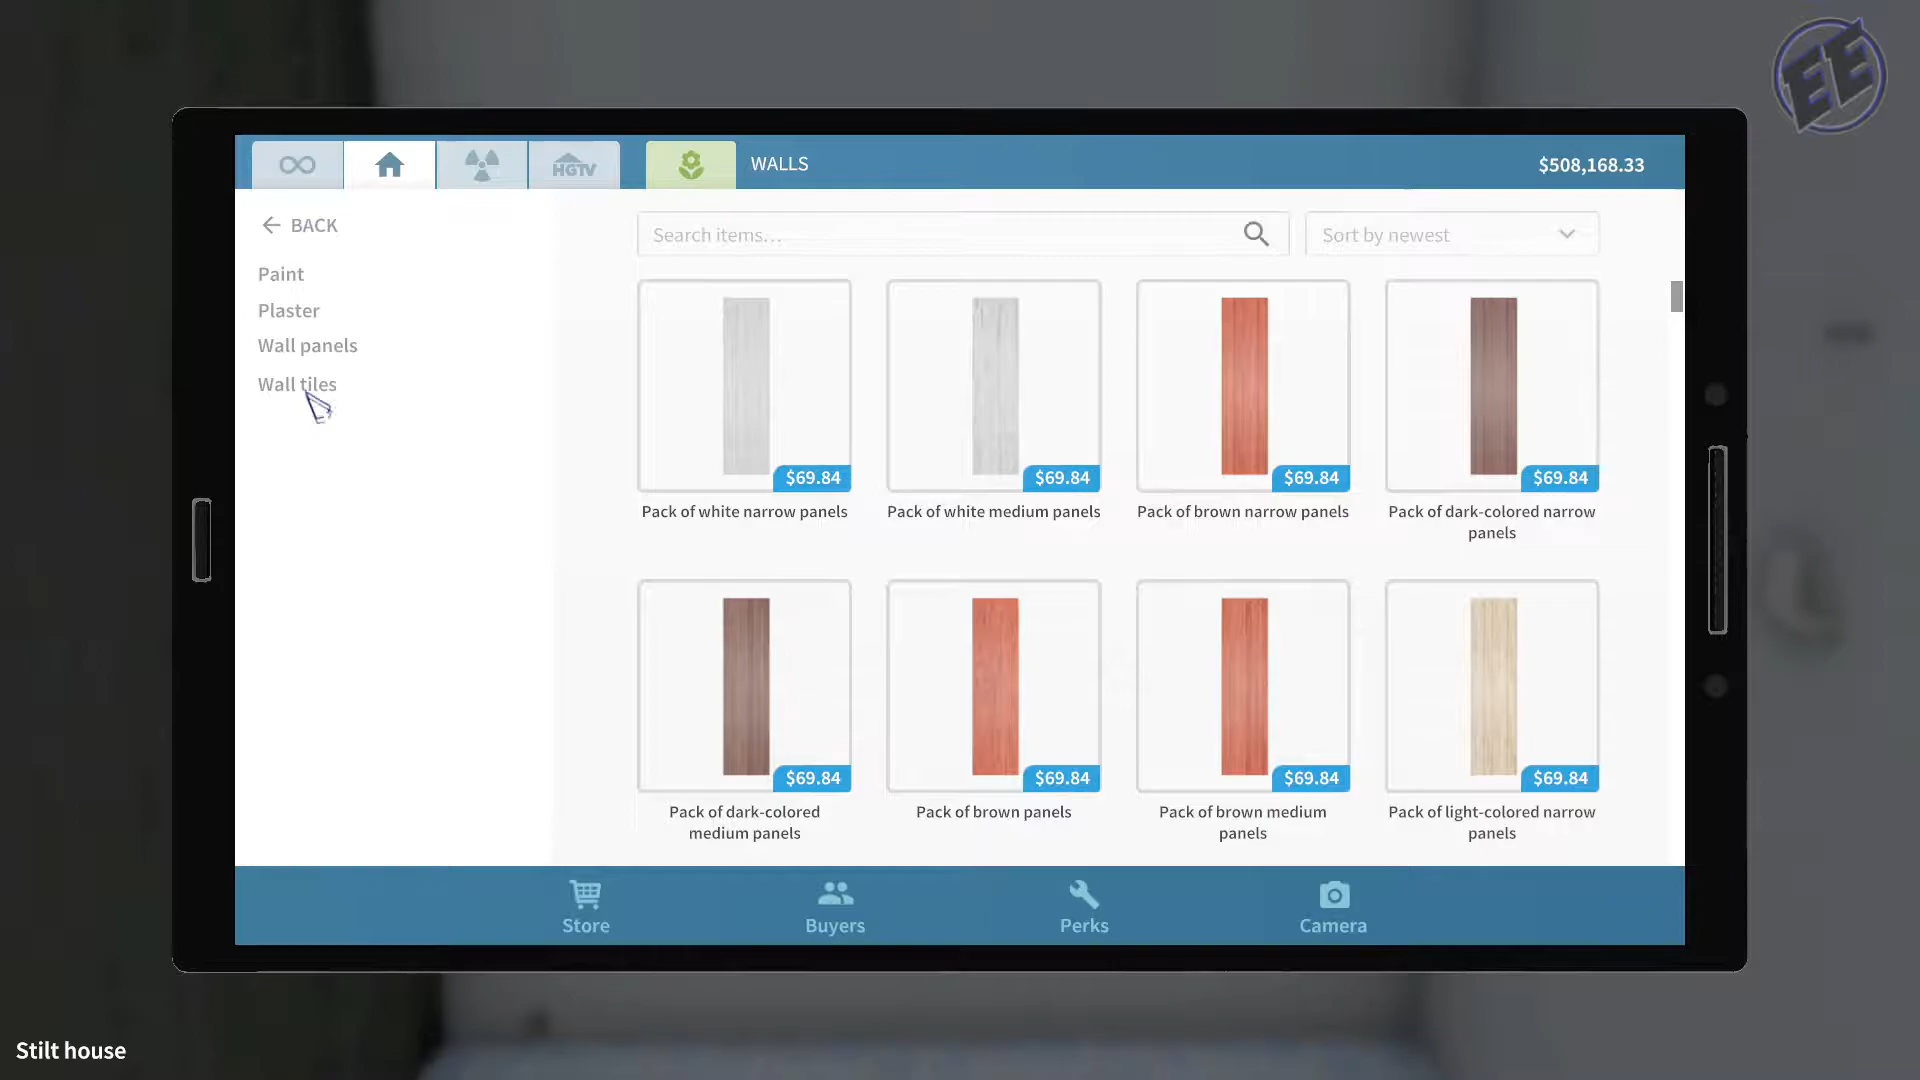 EE
HGTV
WALLS
$508,168.33
BACK
Search items...
Sort by newest
Paint
Plaster
Wall panels
Wall tiles
$69.84
$69.84
$69.84
$69.84
Pack of white narrow panels
Pack of white medium panels
Pack of brown narrow panels
Pack of dark-colored narrow
panels
$69.84
$69.84
$69.84
$69.84
Pack of dark-colored
medium panels
Pack of brown panels
Pack of brown medium
panels
Pack of light-colored narrow
panels
Store
Buyers
Perks
Camera
Stilt house